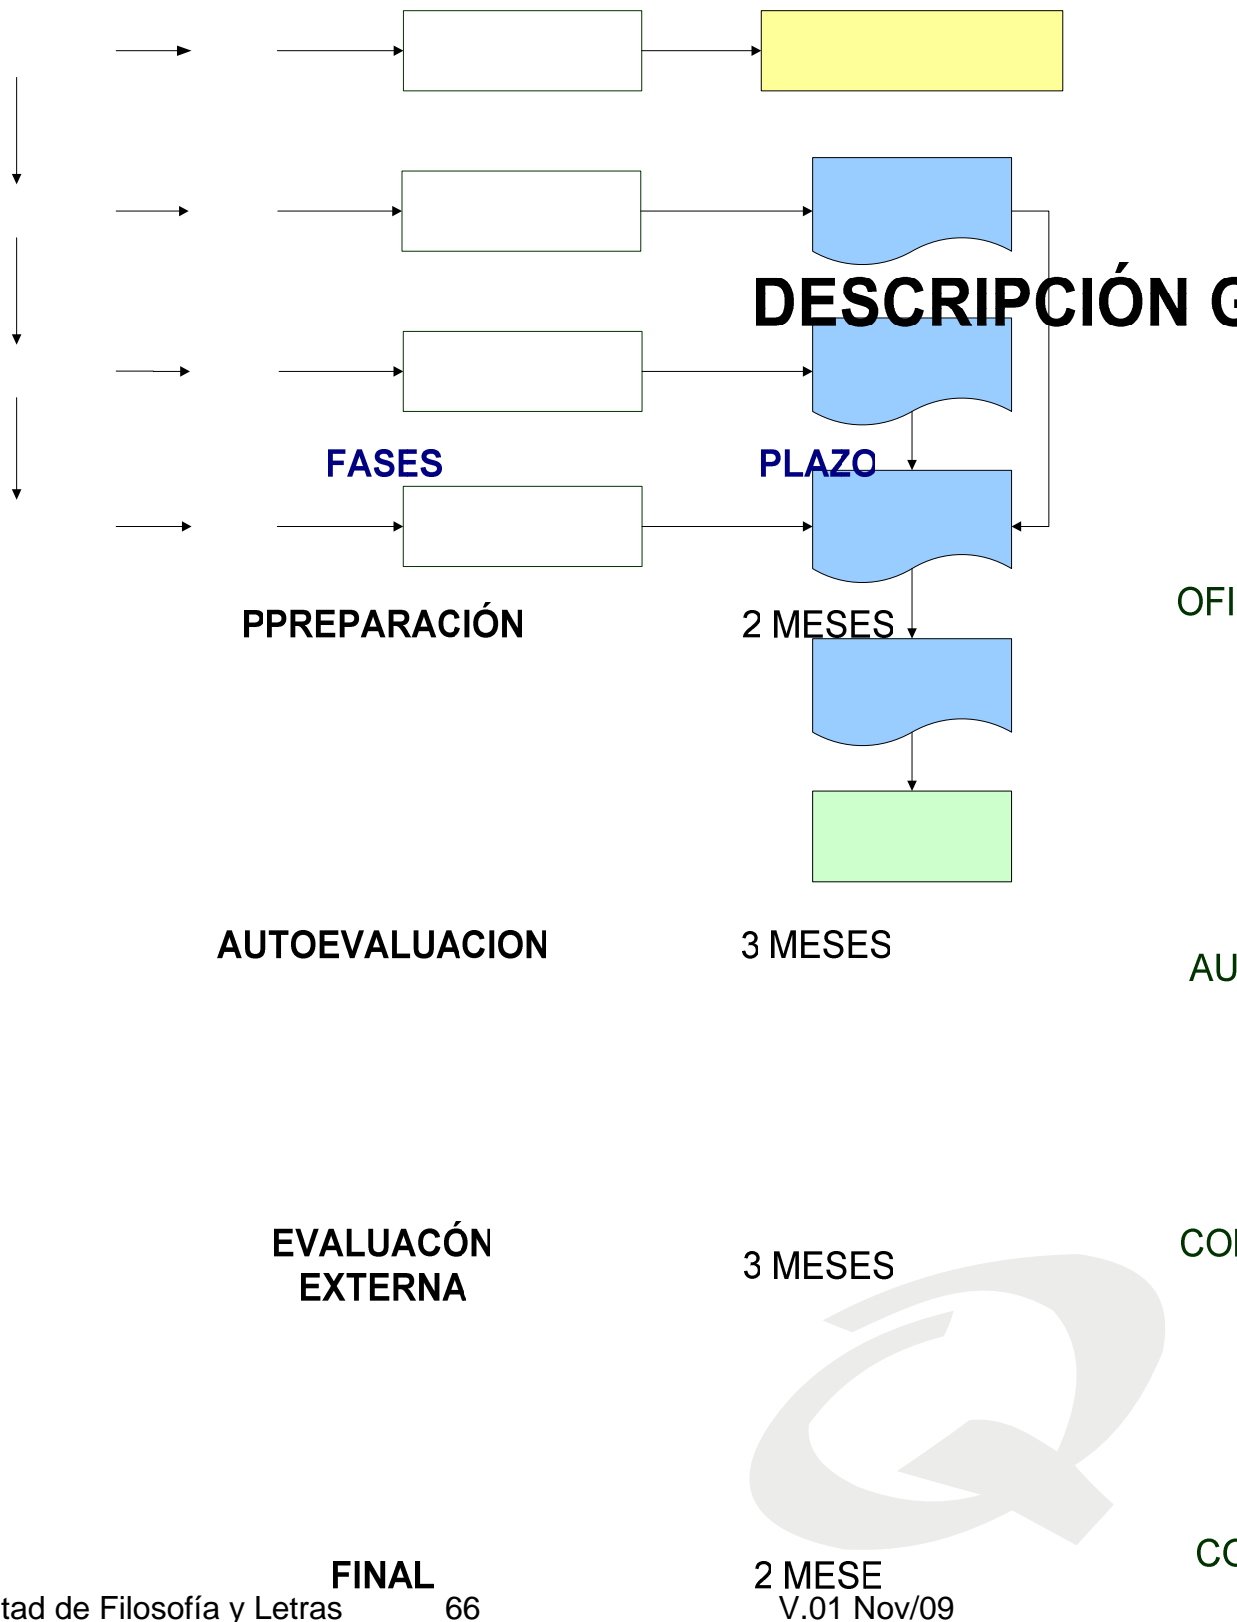 DESCRIPCIÓN G
FASES PLAZO
PPREPARACIÓN 2 MESES OFI
AUTOEVALUACION 3 MESES AU
EVALUACÓN
EXTERNA 3 MESES CO
FINAL 2 MESE CO
tad de Filosofía y Letras 66 V.01 Nov/09